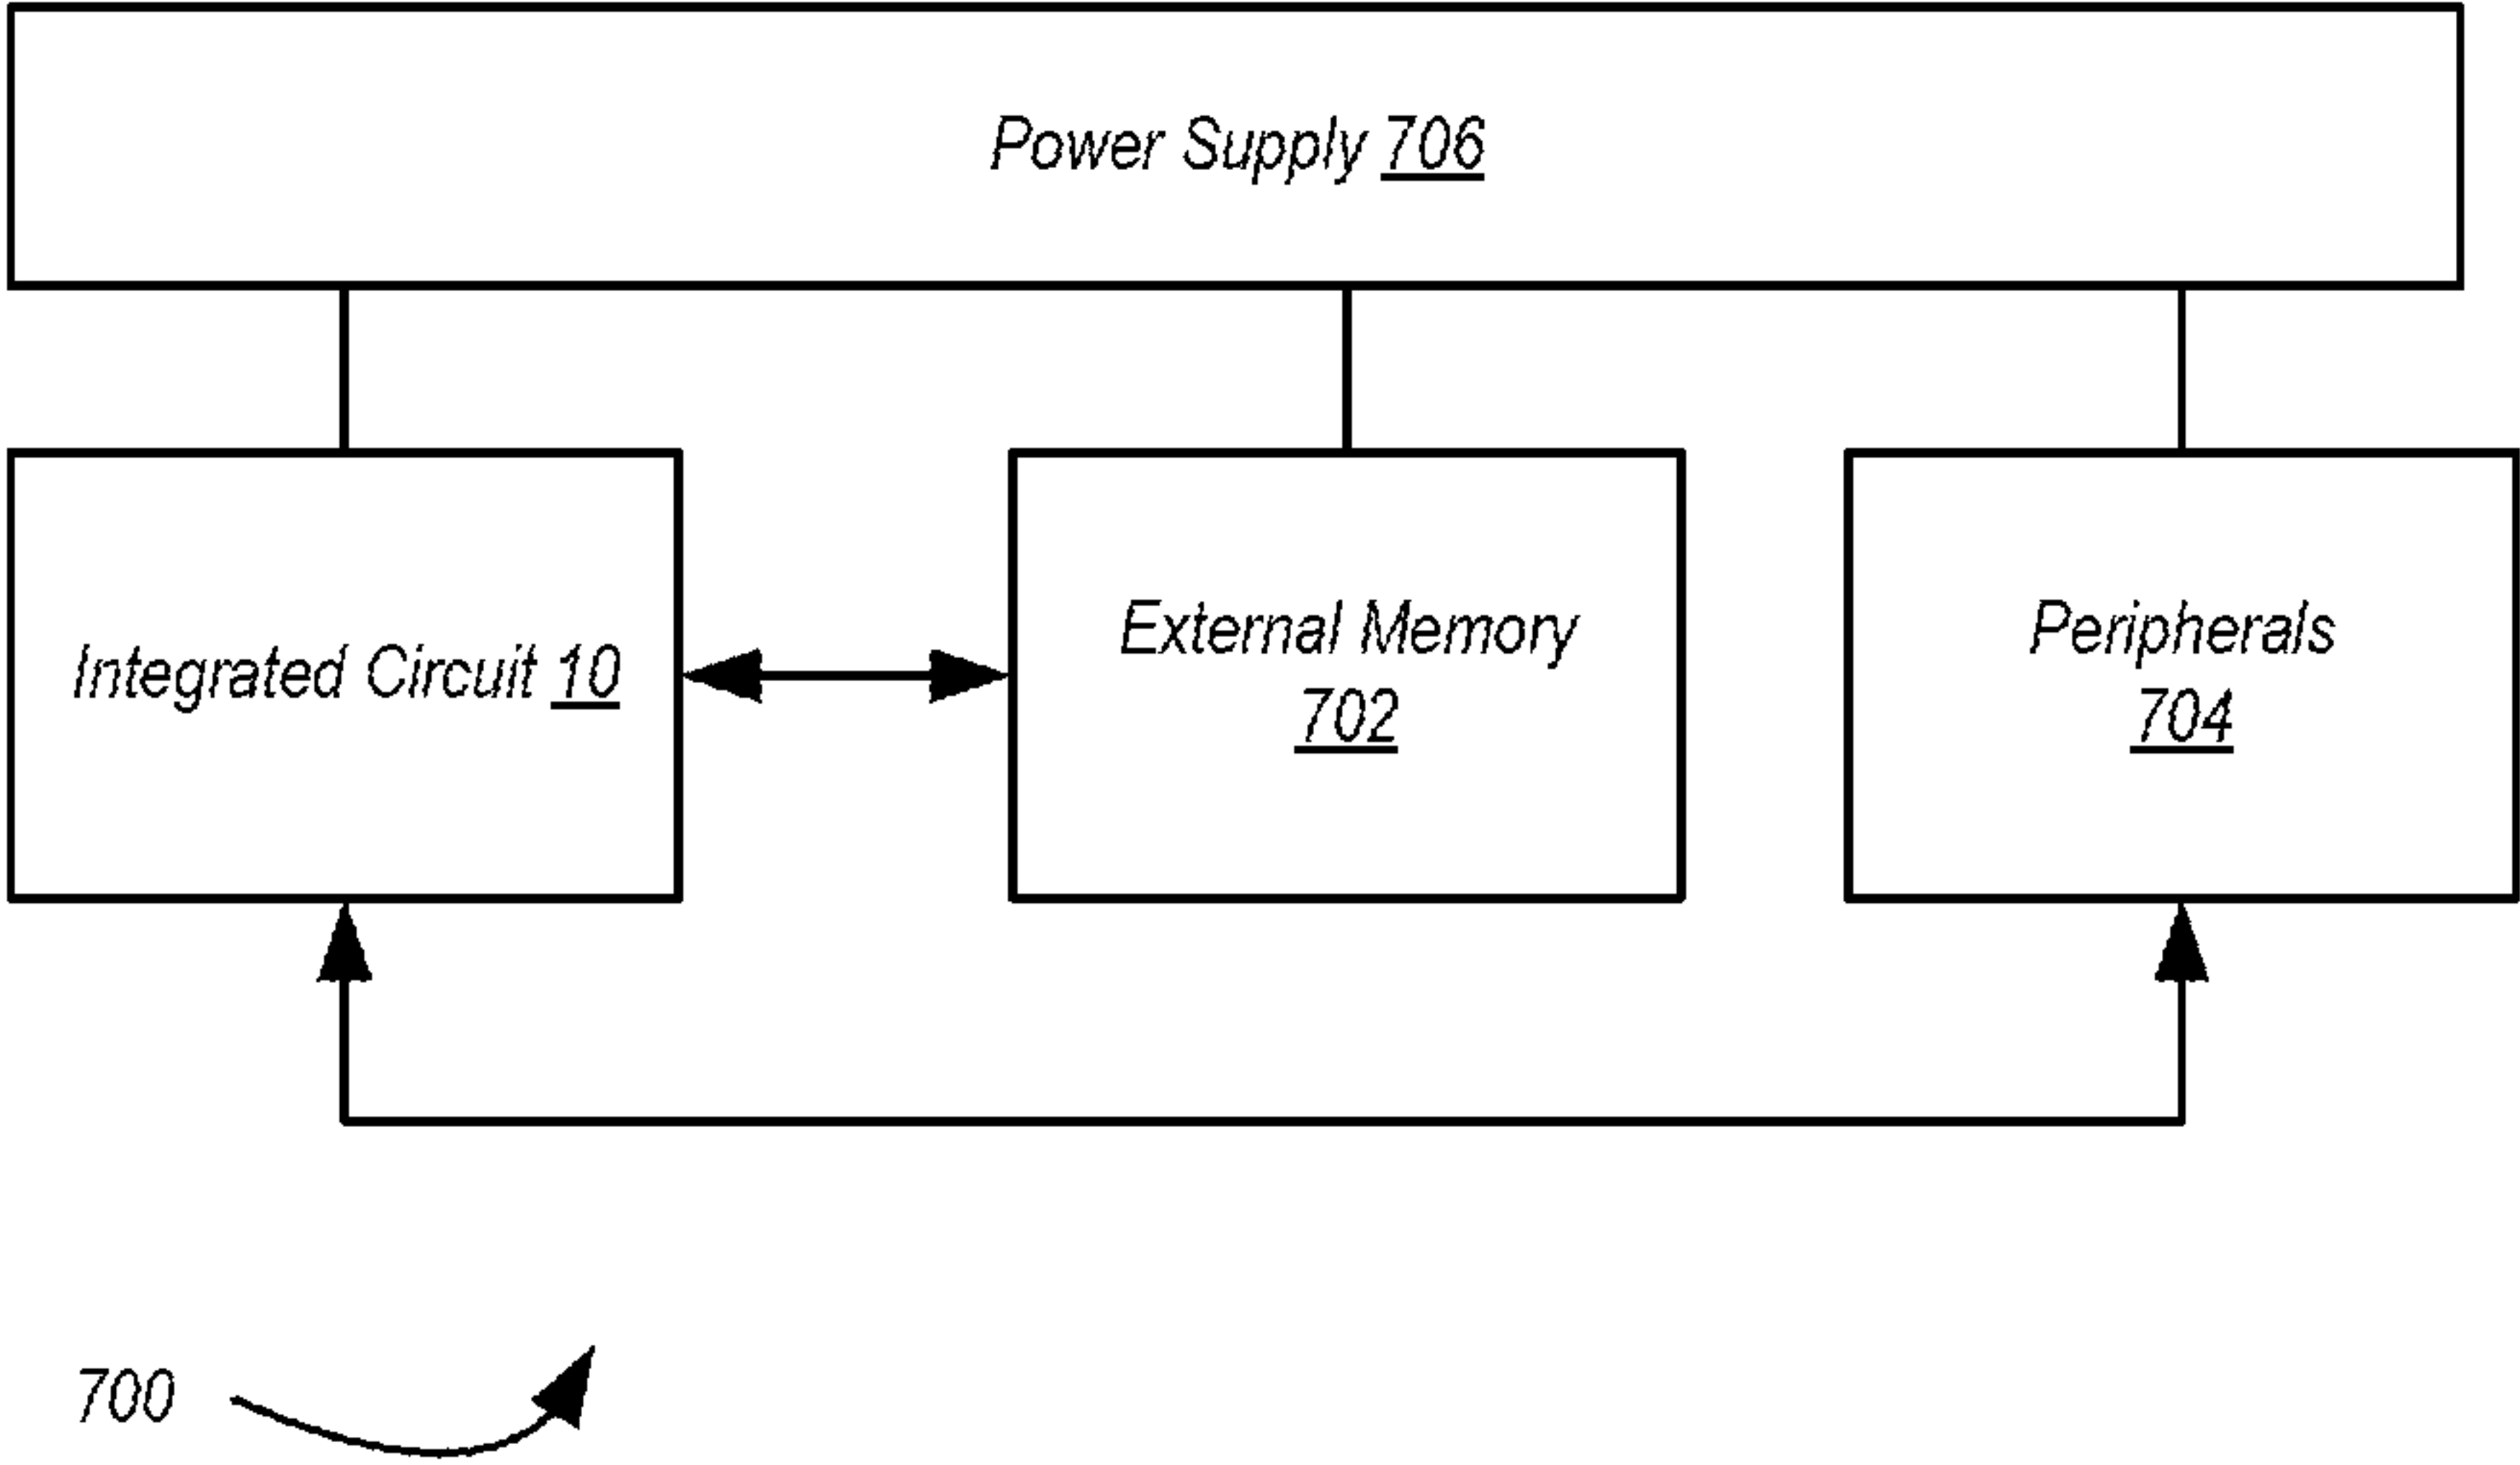 Power Supply 706
Integrated Circuit 10
External Memory
702
Peripherals
704
700